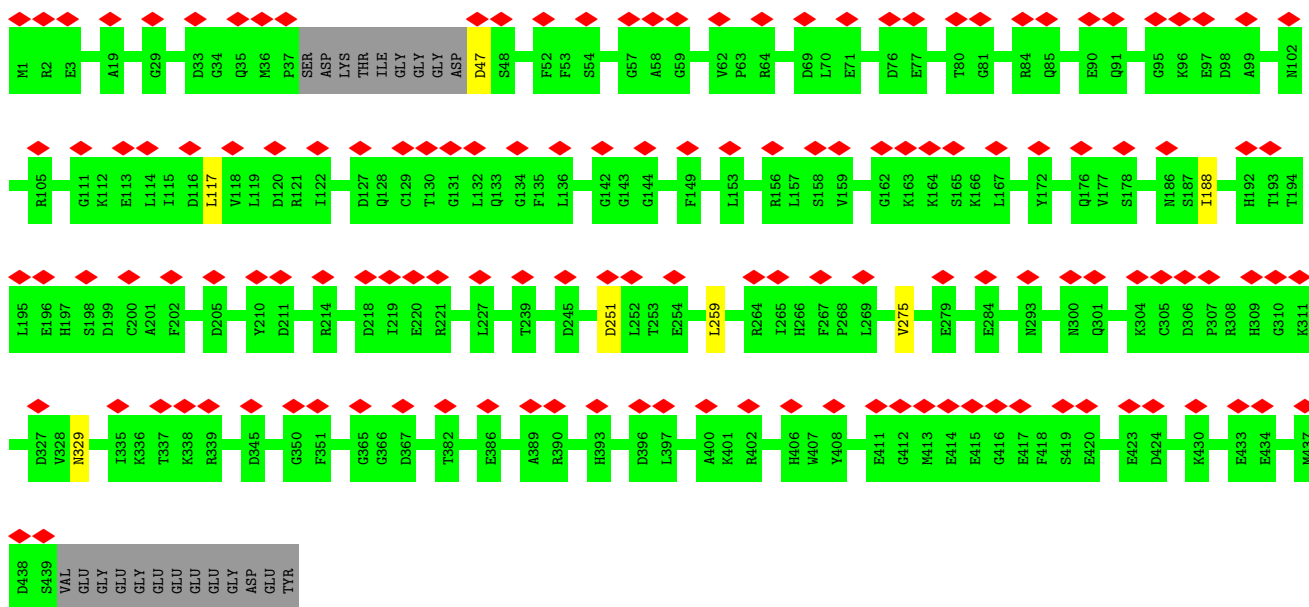 M1 R2 E3 A19 G29 D33 G34 Q35 M36 P37 SER ASP LYS THR ILE GLY GLY GLY ASP D47 S48 F52 F53 S54 G57 A58 G59 V62 P63 R64 D69 L70 E71 D76 E77 T80 G81 R84 Q85 E90 Q91 G95 K96 E97 D98 A99 N102
R105 G111 K112 E113 L114 I115 D116 L117 V118 L119 D120 R121 I122 D127 Q128 C129 T130 G131 L132 Q133 G134 F135 L136 G142 G143 G144 F149 L153 R156 L157 S158 V159 G162 K163 K164 S165 K166 L167 Y172 Q176 V177 S178 N186 S187 I188 H192 T193 T194
L195 E196 H197 S198 D199 C200 A201 F202 D205 Y210 D211 R214 D218 I219 E220 R221 L227 T239 D245 D251 L252 T253 E254 L259 R264 I265 H266 F267 P268 L269 V275 E279 E284 N293 N300 Q301 K304 C305 D306 P307 R308 H309 G310 K311
D327 V328 N329 I335 K336 T337 K338 R339 D345 G350 F351 G365 G366 D367 T382 E386 A389 R390 H393 D396 L397 A400 K401 R402 H406 W407 Y408 E411 G412 M413 E414 E415 G416 E417 F418 S419 E420 E423 D424 K430 E433 E434 M437
D438 S439 VAL GLU GLY GLU GLY GLU GLU GLU GLY ASP GLU TYR